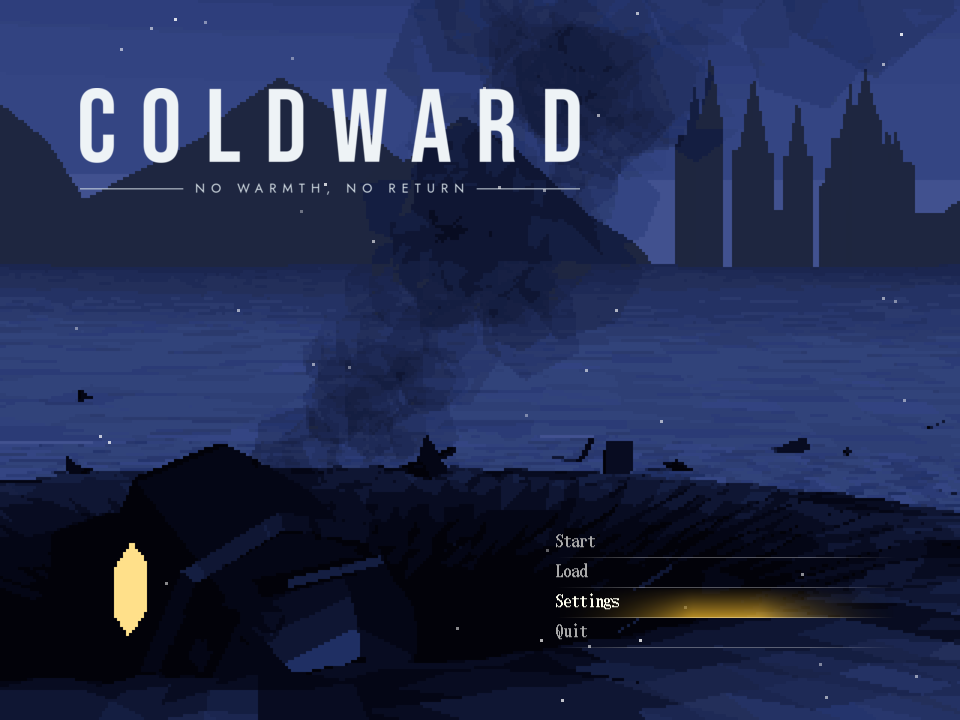 COLDWARD
NO WARMTH, NO RETURN
Start
Load
Settings
Quit